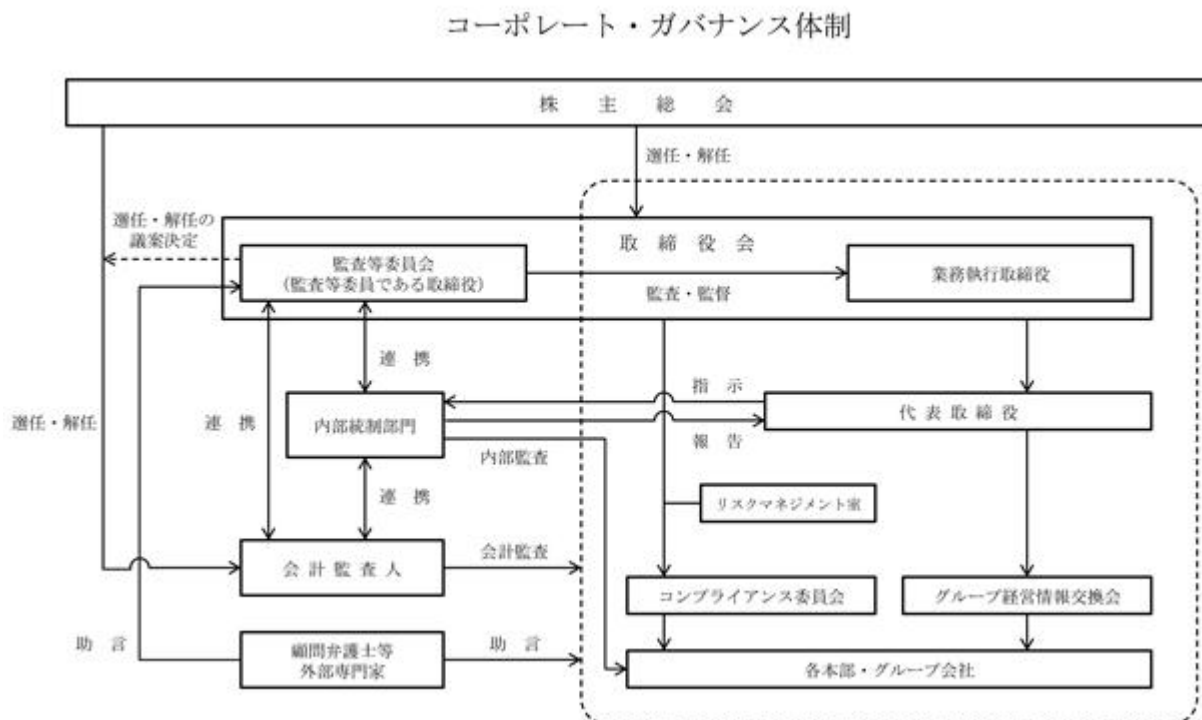 コーポレート・ガバナンス体制
株主総会
選任・解任
選任・解任の
議案決定
取締役会
監査等委員会
(監査等委員である取締役)
業務執行取締役
監査・監督
連携
指示
内部統制部門
代表取締役
選任・解任
連携
報告
内部監査
連携
リスクマネジメント室
会計監査人
会計監査
コンプライアンス委員会
グループ経営情報交換会
助言
顧問弁護士等
外部専門家
助言
各本部・グループ会社